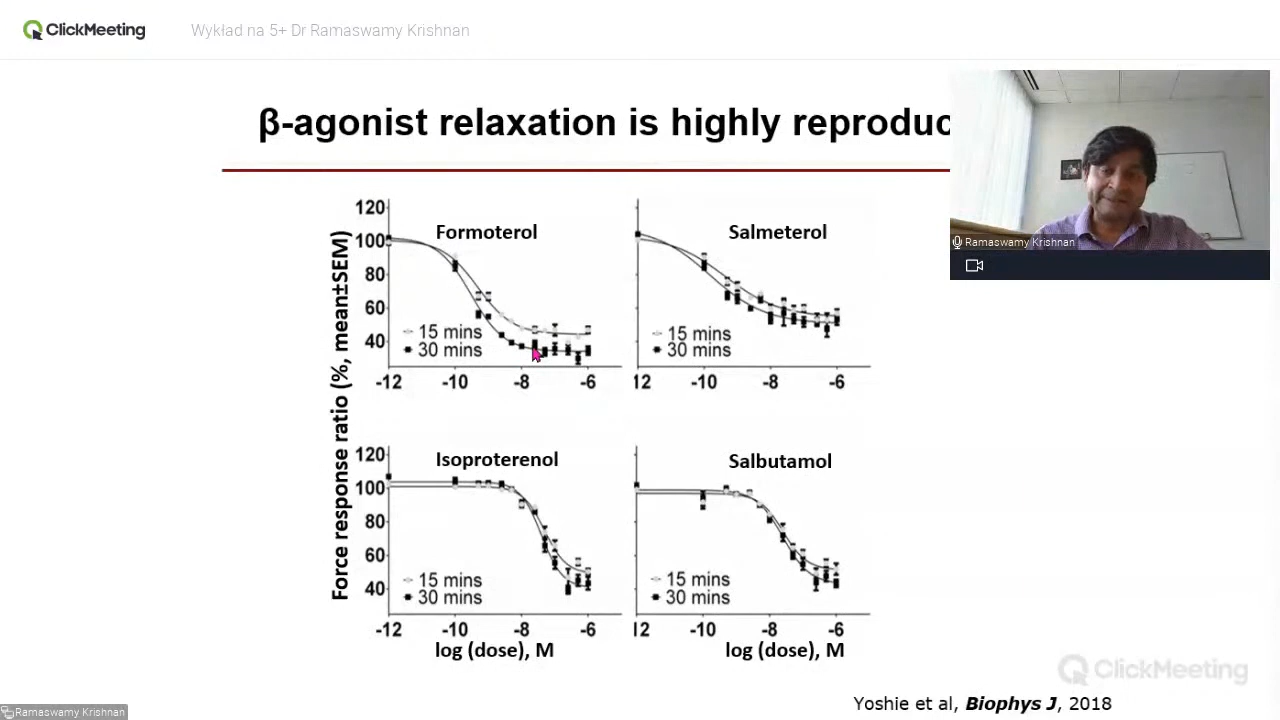 ClickMeeting
Wykład na 5+ Dr Ramaswamy Krishnan
β-agonist relaxation is highly reproduc
Ramaswamy Krishnan
Force response ratio (%, mean±SEM)
120
100
80
60
40
Formoterol
15 mins
30 mins
-12 -10 -8 -6
Salmeterol
15 mins
30 mins
-12 -10 -8 -6
120
100
80
60
40
Isoproterenol
15 mins
30 mins
-12 -10 -8 -6
log (dose), M
Salbutamol
15 mins
30 mins
12 -10 -8 -6
log (dose), M
ClickMeeting
Yoshie et al, Biophys J, 2018
Ramaswamy Krishnan